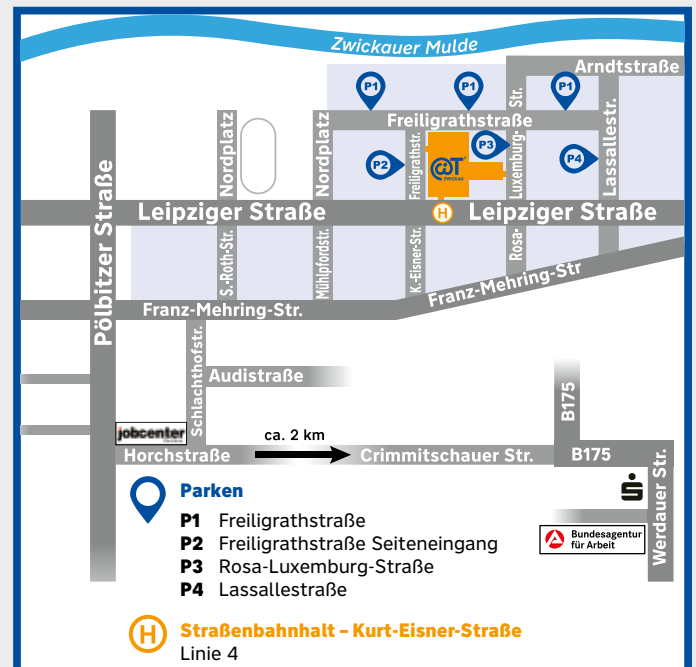 Zwickauer Mulde
Arndtstraße
P1
P1
P1
Freiligrathstraße
Nordplatz
Nordplatz
Freiligrathstr.
Rosa-Luxemburg-Str.
Lassallestr.
P2
P3
P4
@T
ZWICKAU
Pölbitzer Straße
Leipziger Straße
H
Leipziger Straße
S.-Roth-Str.
Mühlpfordtstr.
K.-Eisner-Str.
Franz-Mehring-Str.
Franz-Mehring-Str
Schlachthofstr.
Audistraße
B175
jobcenter
Horchstraße
ca. 2 km
Crimmitschauer Str.
B175
Werdauer Str.
Bundesagentur
für Arbeit
Parken
P1 Freiligrathstraße
P2 Freiligrathstraße Seiteneingang
P3 Rosa-Luxemburg-Straße
P4 Lassallestraße
H Straßenbahnhalt – Kurt-Eisner-Straße
Linie 4